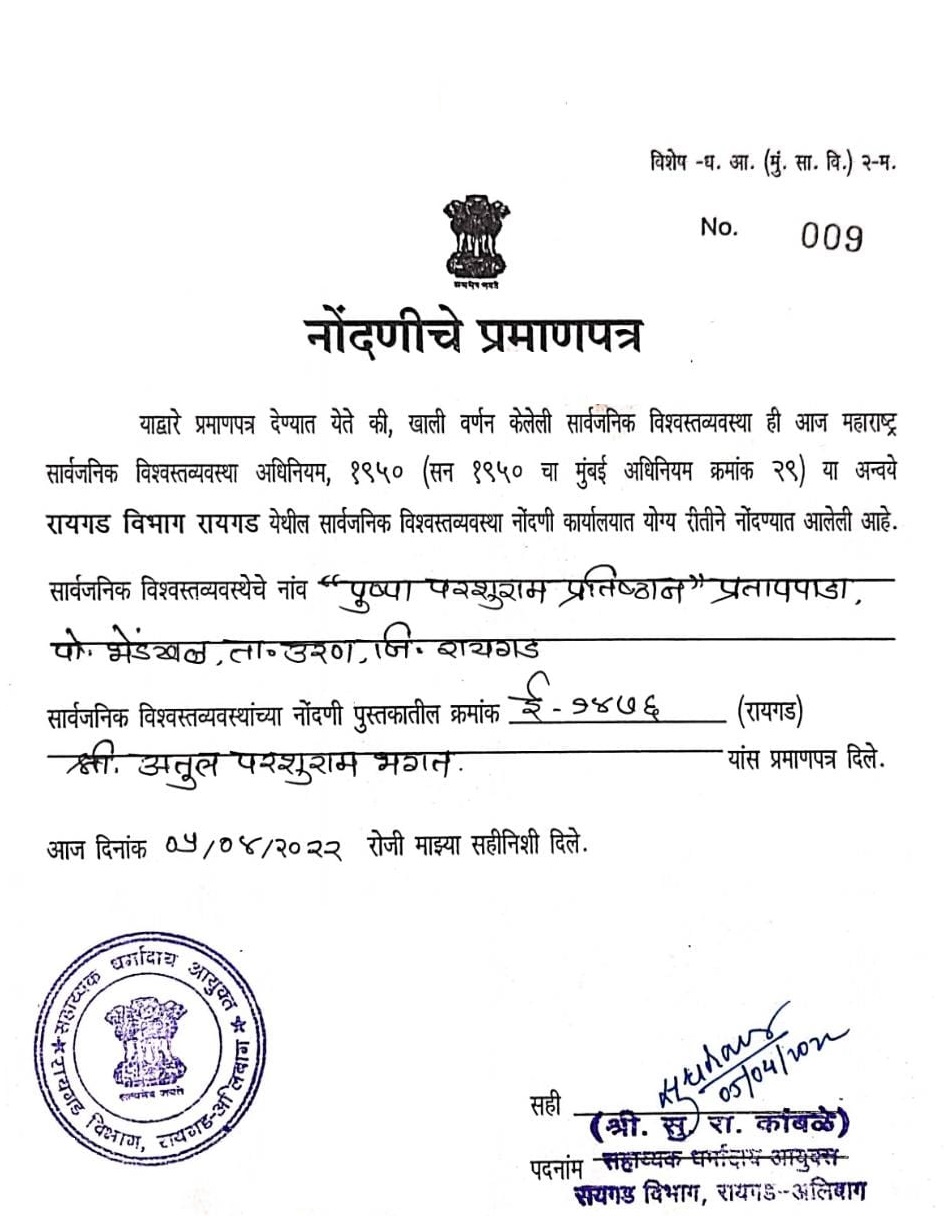 विशेष -ध. आ. (मुं. सा. वि.) २-म.
No. 009
सत्यमेव जयते
नोंदणीचे प्रमाणपत्र
याद्वारे प्रमाणपत्र देण्यात येते की, खाली वर्णन केलेली सार्वजनिक विश्वस्तव्यवस्था ही आज महाराष्ट्र
सार्वजनिक विश्वस्तव्यवस्था अधिनियम, १९५० (सन १९५० चा मुंबई अधिनियम क्रमांक २९) या अन्वये
रायगड विभाग रायगड येथील सार्वजनिक विश्वस्तव्यवस्था नोंदणी कार्यालयात योग्य रीतीने नोंदण्यात आलेली आहे.
सार्वजनिक विश्वस्तव्यवस्थेचे नांव “पुष्पा परशुराम प्रतिष्ठान” प्रतापपाडा,
पो. भेंडखळ, ता. उरण, जि. रायगड
सार्वजनिक विश्वस्तव्यवस्थांच्या नोंदणी पुस्तकातील क्रमांक ई - १४७६ (रायगड)
श्री. अतुल परशुराम भगत. यांस प्रमाणपत्र दिले.
आज दिनांक ०५/०४/२०२२ रोजी माझ्या सहीनिशी दिले.
सहाय्यक धर्मादाय आयुक्त
सत्यमेव जयते
रायगड विभाग, रायगड-अलिबाग
05/04/2022
सही
(श्री. सु. रा. कांबळे)
पदनांम सहाय्यक धर्मादाय आयुक्त
रायगड विभाग, रायगड-अलिबाग